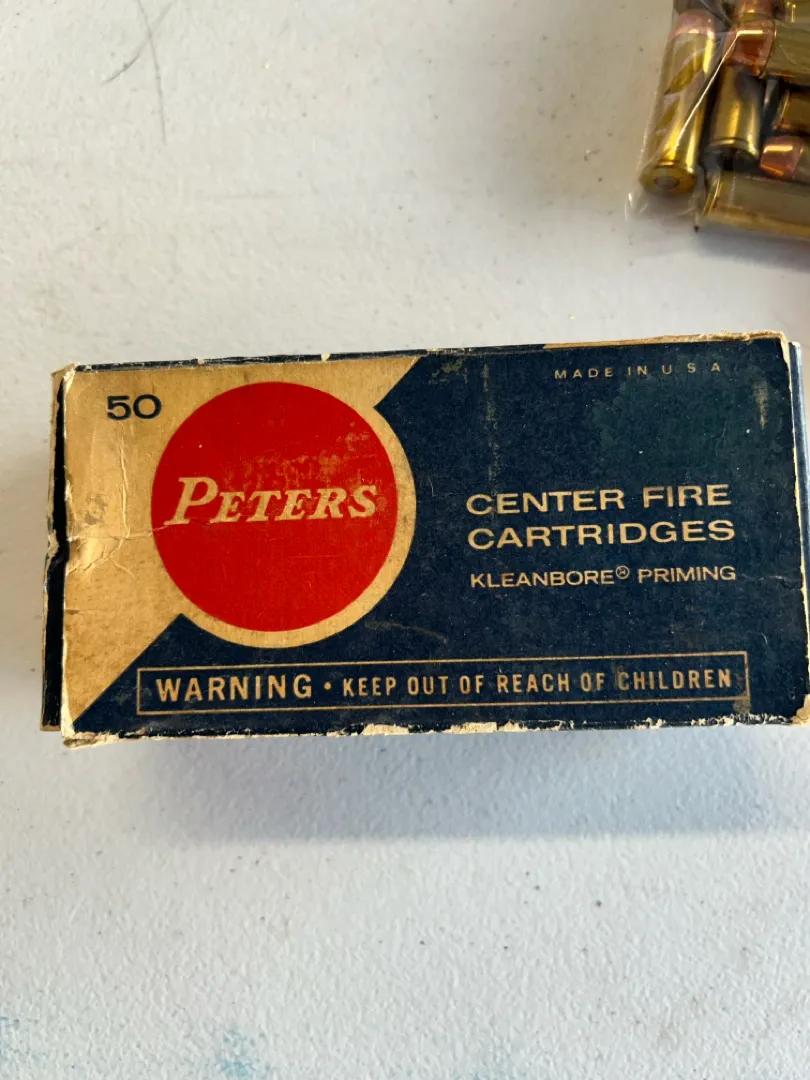 50
MADE IN U S A
PETERS
CENTER FIRE
CARTRIDGES
KLEANBORE® PRIMING
WARNING • KEEP OUT OF REACH OF CHILDREN